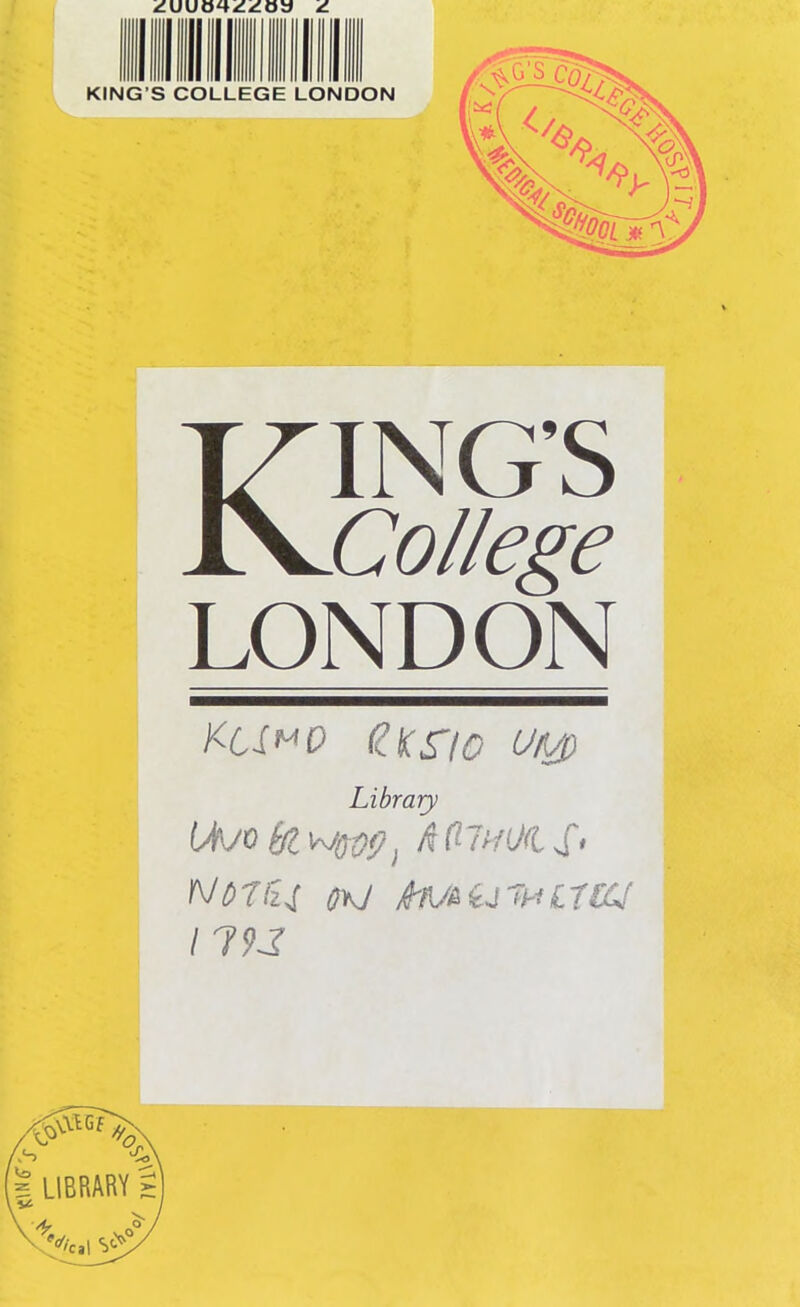 200842289 2
KING'S COLLEGE LONDON
KING'S COLLEGE HOSPITAL * MEDICAL SCHOOL *
LIBRARY
KING'S
College
LONDON
KCSMD RKS10 UND
Library
UNDERWOOD, ARTHUR S.
NOTES ON ANAESTHETICS
1893
KING'S COLLEGE HOSPITAL
LIBRARY
Medical School